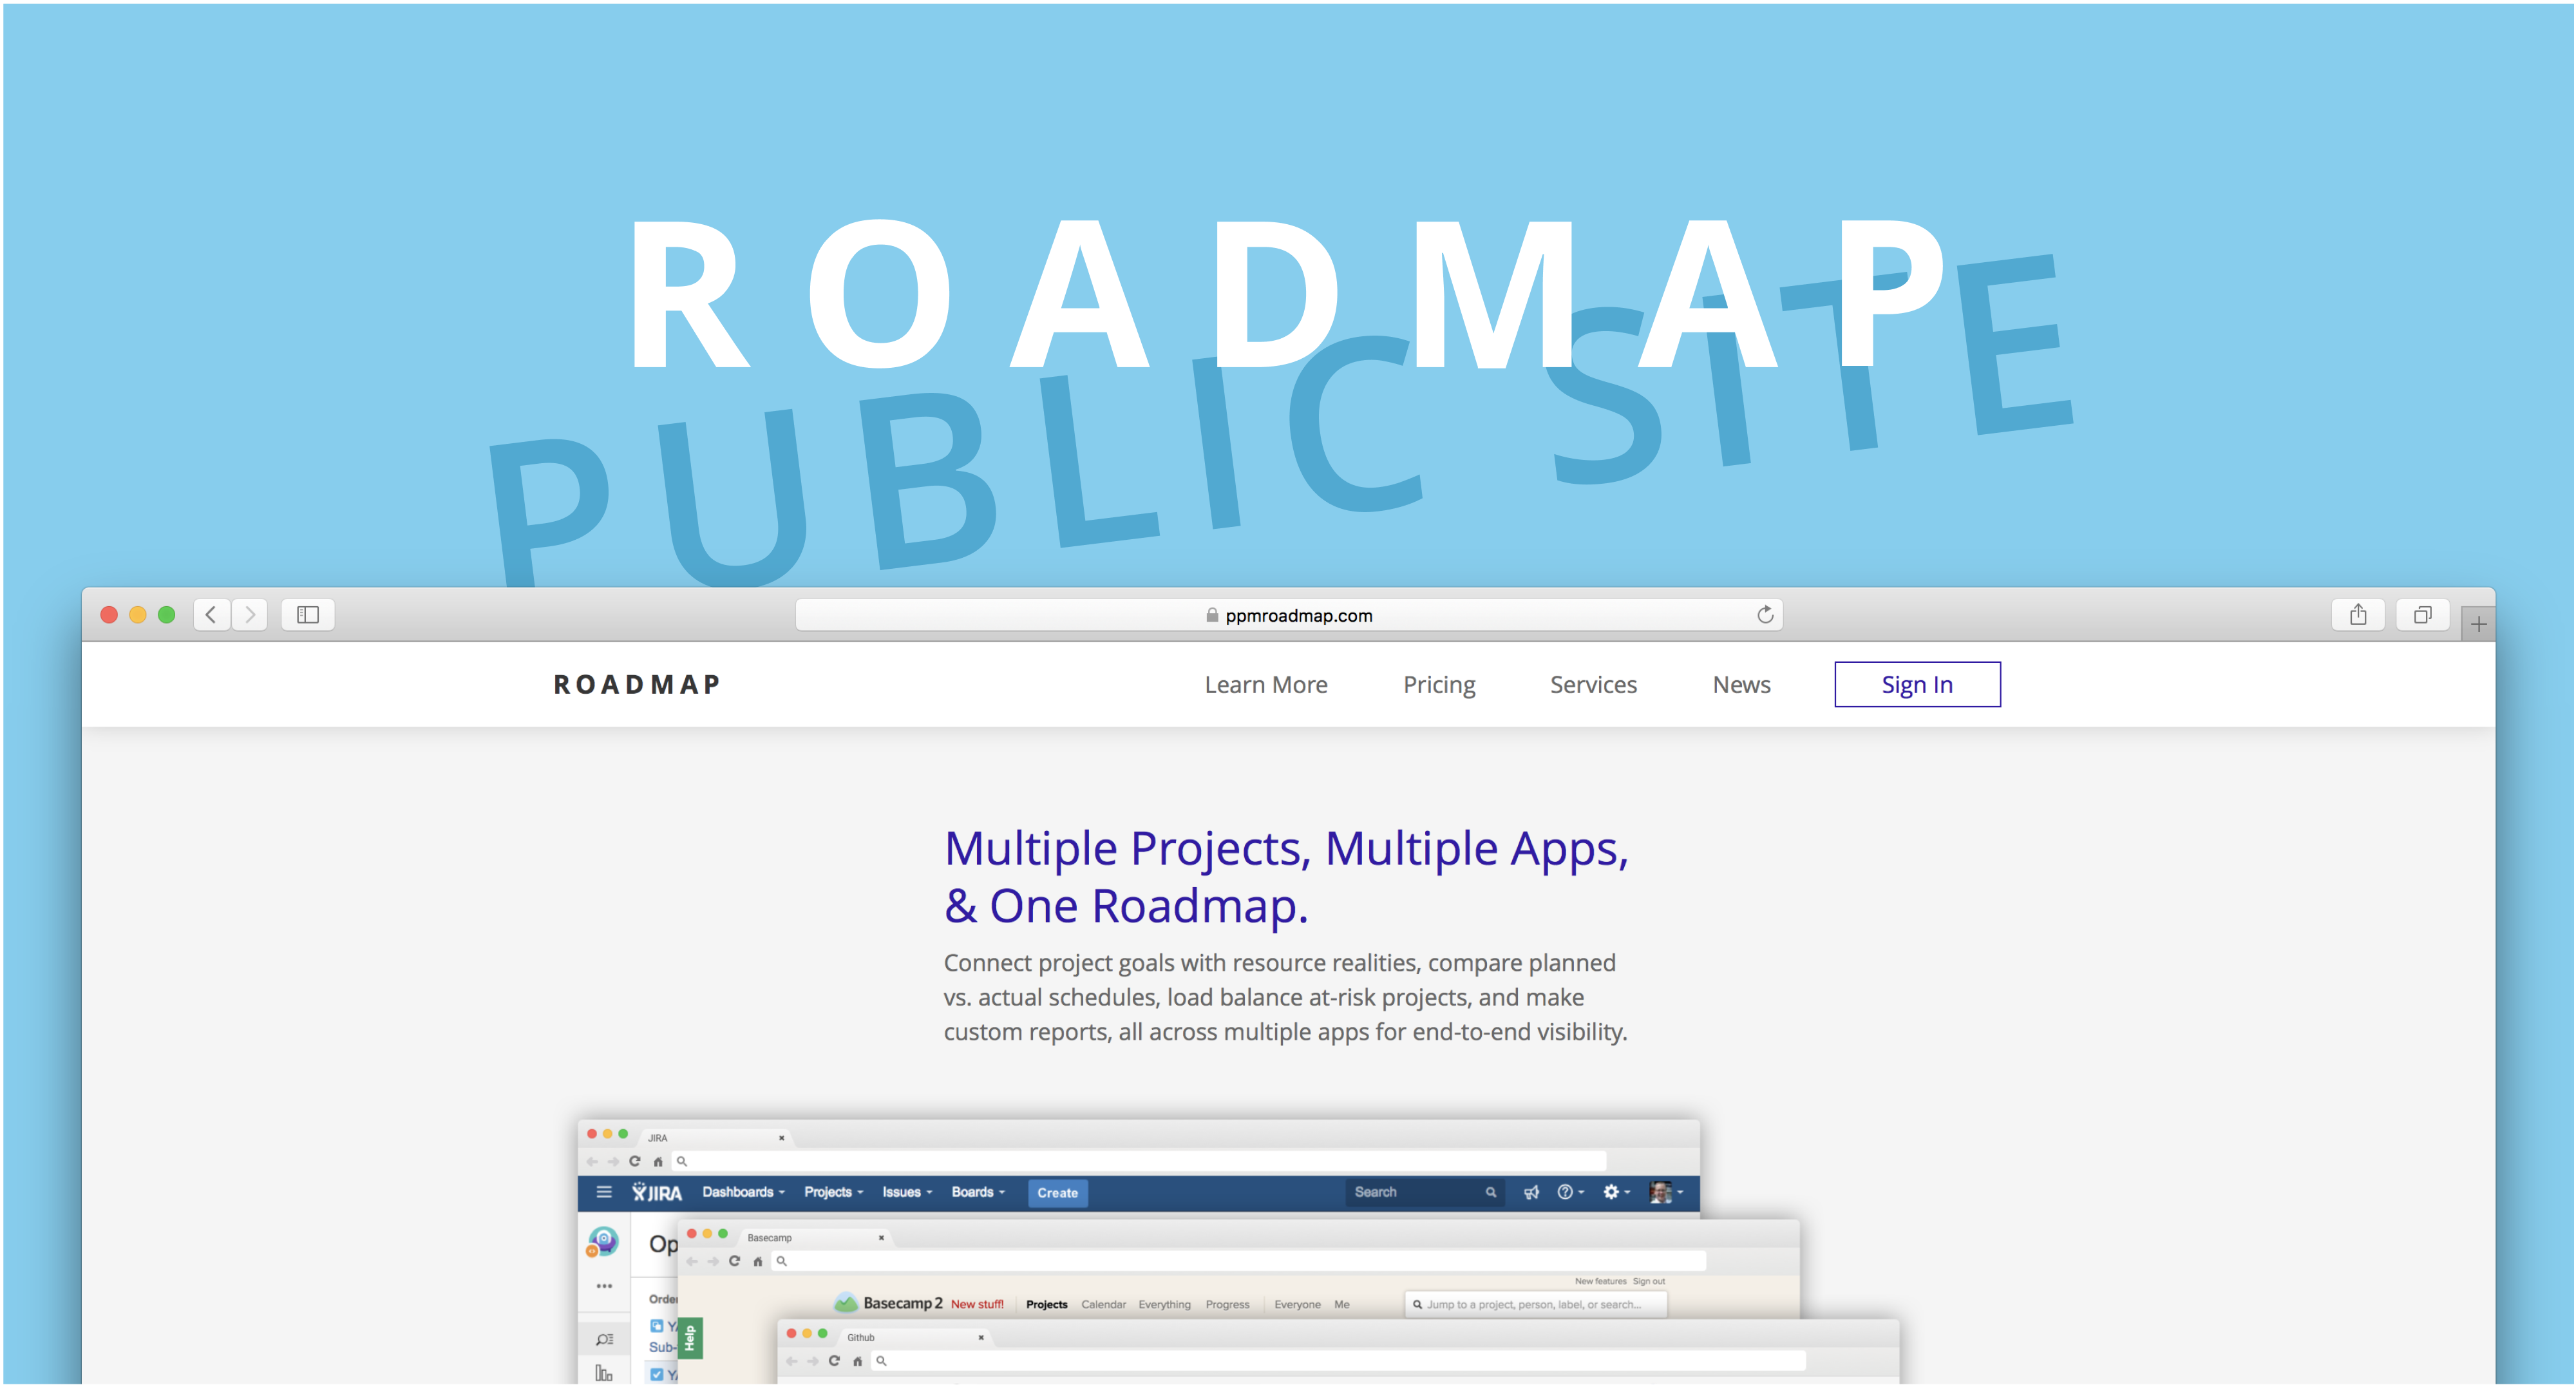 ROADMAP
PUBLIC SITE
ppmroadmap.com
ROADMAP Learn More Pricing Services News Sign In
Multiple Projects, Multiple Apps,
& One Roadmap.
Connect project goals with resource realities, compare planned
vs. actual schedules, load balance at-risk projects, and make
custom reports, all across multiple apps for end-to-end visibility.
JIRA
JIRA Dashboards Projects Issues Boards Create Search
Op
Basecamp
New features Sign out
Orde
Basecamp 2 New stuff! Projects Calendar Everything Progress Everyone Me Jump to a project, person, label, or search...
Help
Sub-
Github